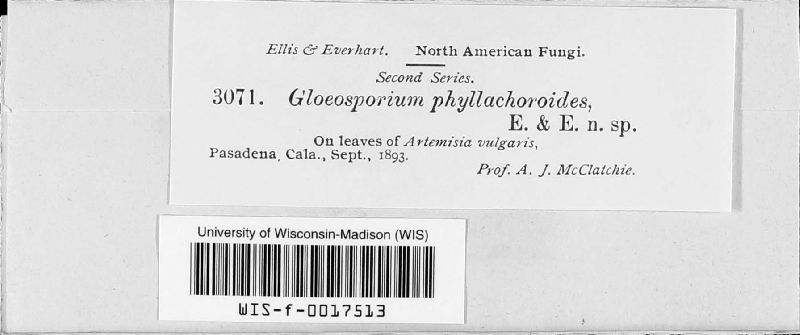 Ellis & Everhart. North American Fungi.
Second Series.
3071. Gloeosporium phyllachoroides,
E. & E. n. sp.
On leaves of Artemisia vulgaris,
Pasadena, Cala., Sept., 1893.
Prof. A. J. McClatchie.
University of Wisconsin-Madison (WIS)
WIS-f-0017513